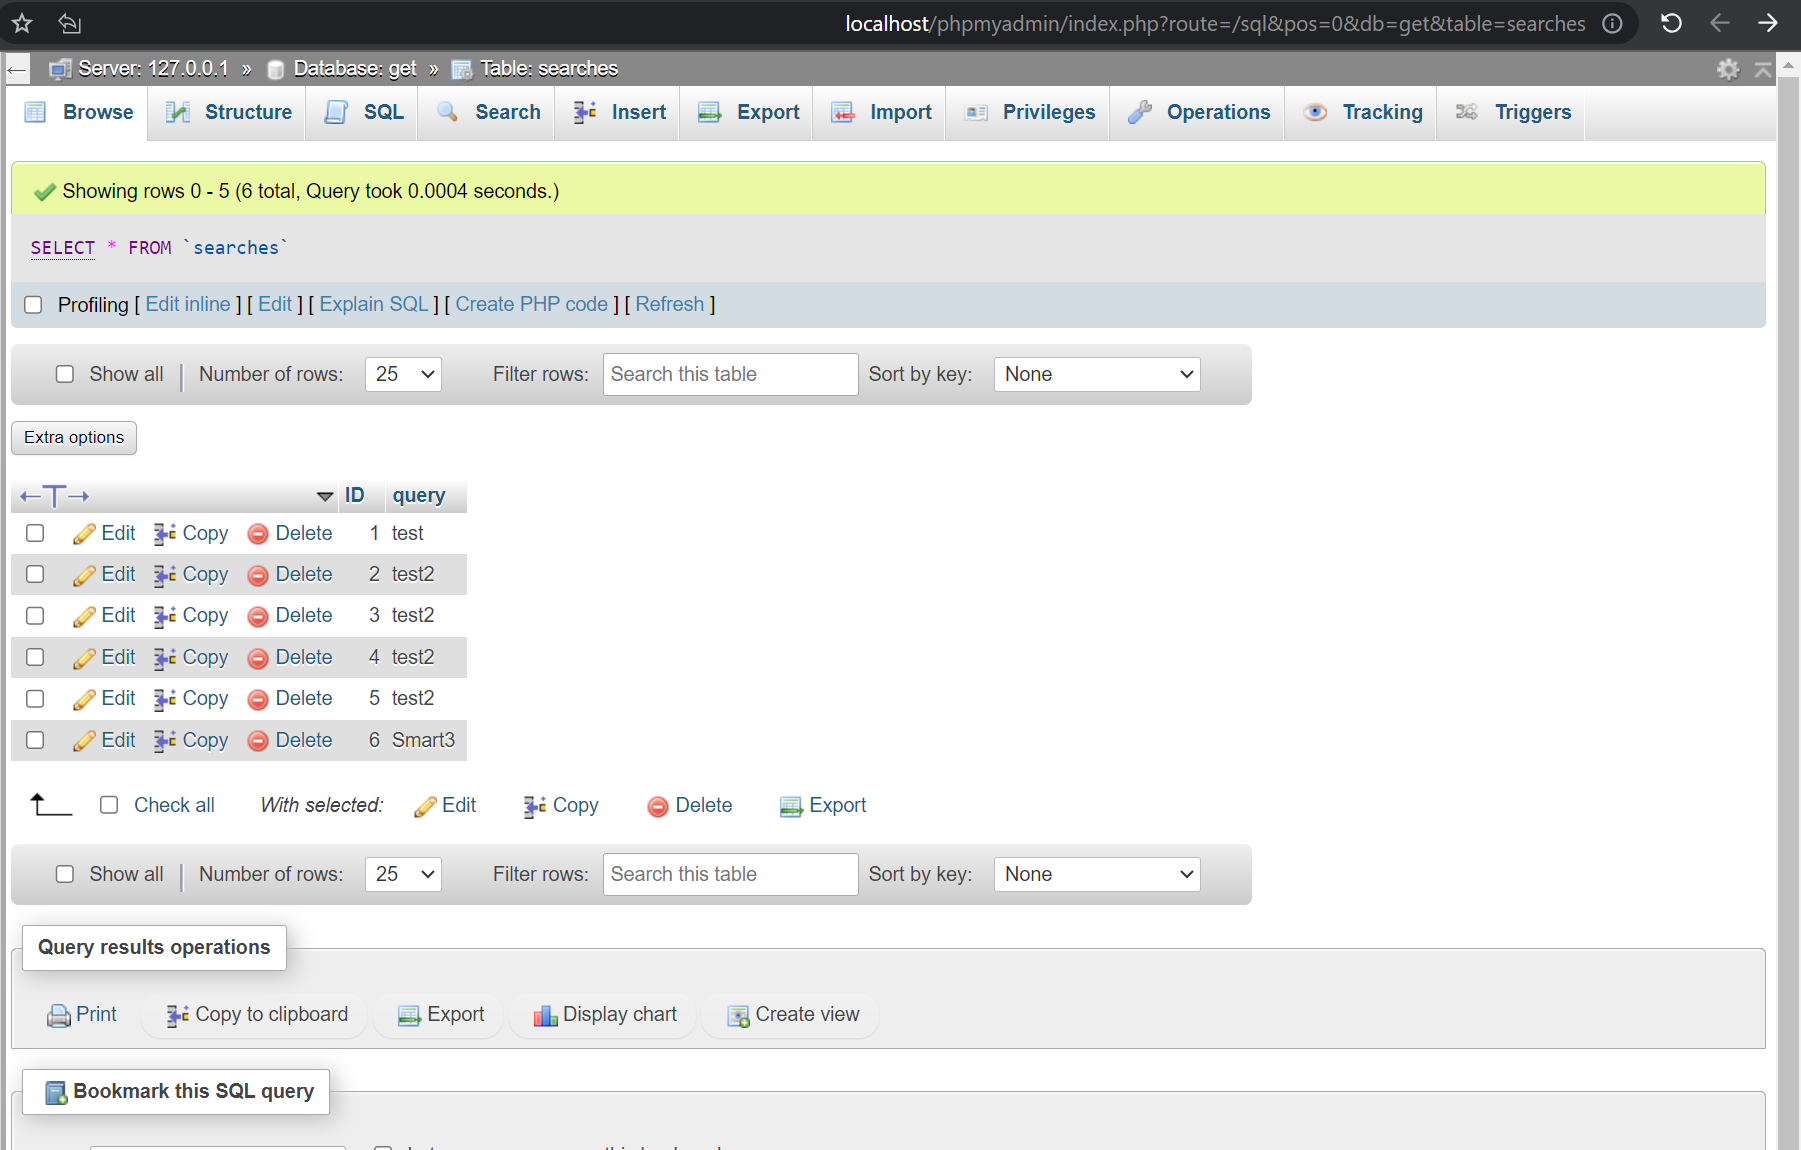 localhost/phpmyadmin/index.php?route=/sql&pos=0&db=get&table=searches
Server: 127.0.0.1 » Database: get » Table: searches
Browse Structure SQL Search Insert Export Import Privileges Operations Tracking Triggers
Showing rows 0 - 5 (6 total, Query took 0.0004 seconds.)
SELECT * FROM `searches`
Profiling [ Edit inline ] [ Edit ] [ Explain SQL ] [ Create PHP code ] [ Refresh ]
Show all | Number of rows: 25 Filter rows: Search this table Sort by key: None
Extra options
←T→ ID query
Edit Copy Delete 1 test
Edit Copy Delete 2 test2
Edit Copy Delete 3 test2
Edit Copy Delete 4 test2
Edit Copy Delete 5 test2
Edit Copy Delete 6 Smart3
Check all With selected: Edit Copy Delete Export
Show all | Number of rows: 25 Filter rows: Search this table Sort by key: None
Query results operations
Print Copy to clipboard Export Display chart Create view
Bookmark this SQL query